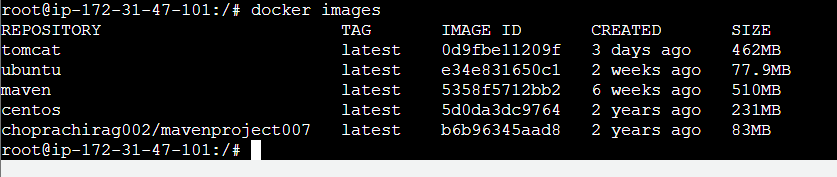 root@ip-172-31-47-101:/# docker images
REPOSITORY TAG IMAGE ID CREATED SIZE
tomcat latest 0d9fbe11209f 3 days ago 462MB
ubuntu latest e34e831650c1 2 weeks ago 77.9MB
maven latest 5358f5712bb2 6 weeks ago 510MB
centos latest 5d0da3dc9764 2 years ago 231MB
choprachirag002/mavenproject007 latest b6b96345aad8 2 years ago 83MB
root@ip-172-31-47-101:/#